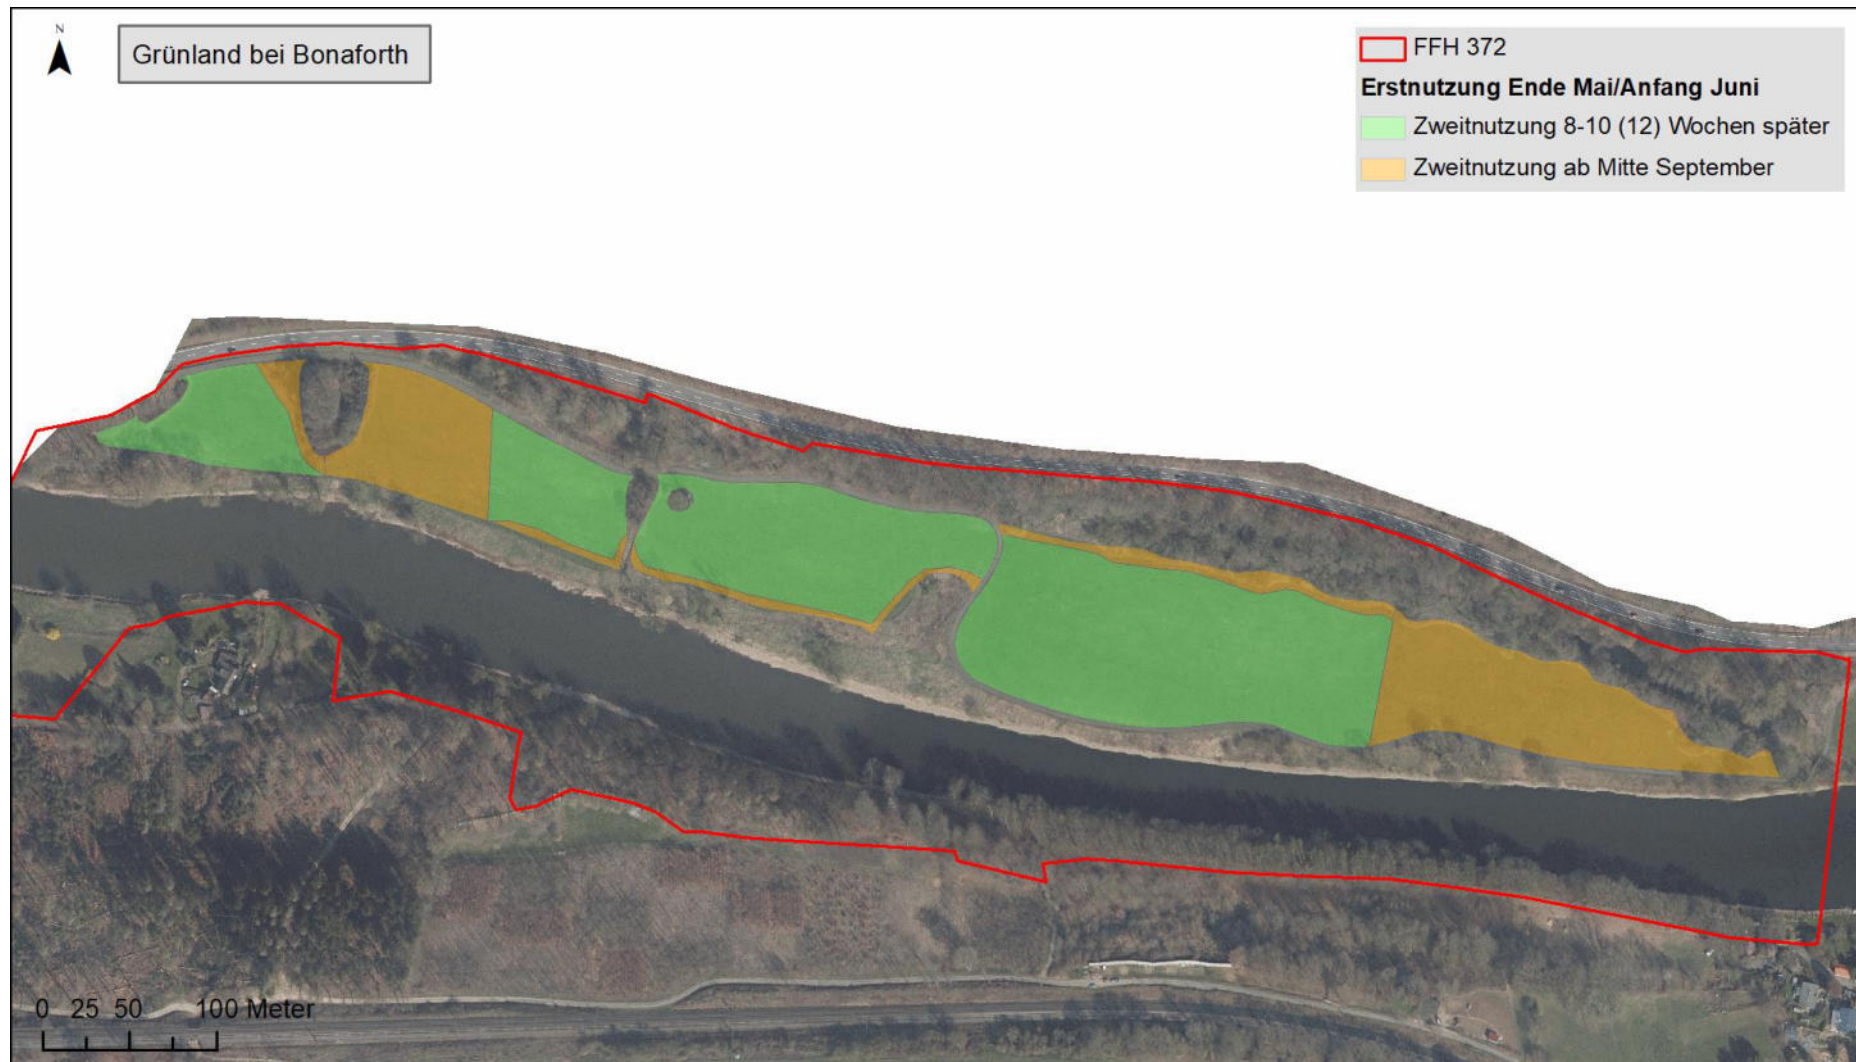 N
Grünland bei Bonaforth
FFH 372
Erstnutzung Ende Mai/Anfang Juni
Zweitnutzung 8-10 (12) Wochen später
Zweitnutzung ab Mitte September
0 25 50 100 Meter